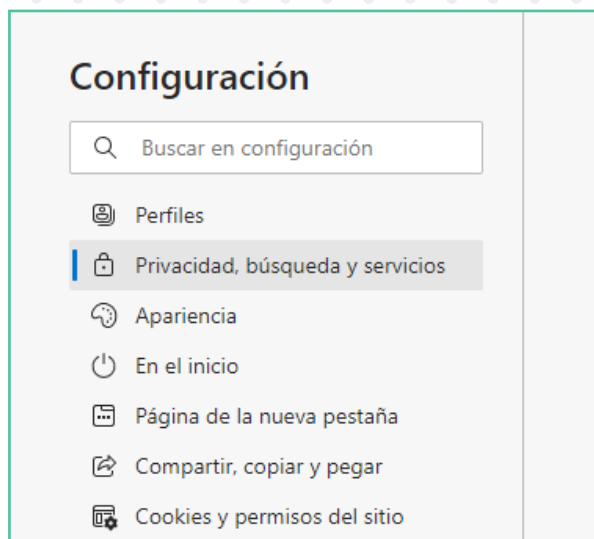 Configuración
Buscar en configuración
Perfiles
Privacidad, búsqueda y servicios
Apariencia
En el inicio
Página de la nueva pestaña
Compartir, copiar y pegar
Cookies y permisos del sitio